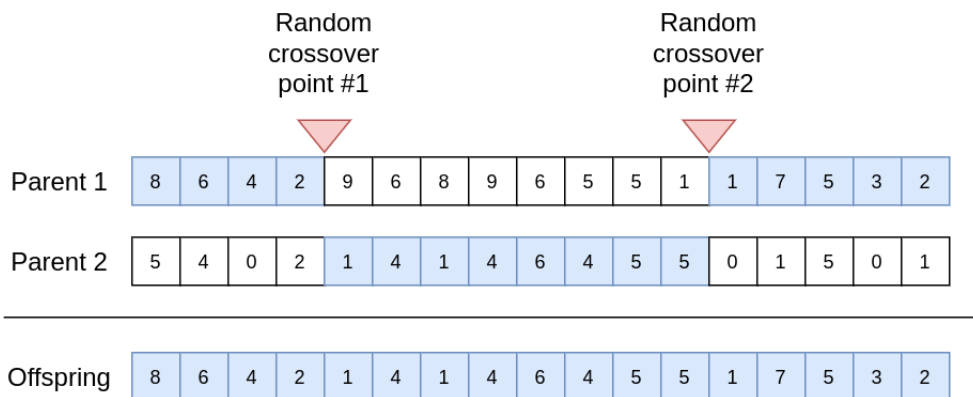 Random
crossover
point #1
Random
crossover
point #2
Parent 1 8 6 4 2 9 6 8 9 6 5 5 1 1 7 5 3 2
Parent 2 5 4 0 2 1 4 1 4 6 4 5 5 0 1 5 0 1
Offspring 8 6 4 2 1 4 1 4 6 4 5 5 1 7 5 3 2